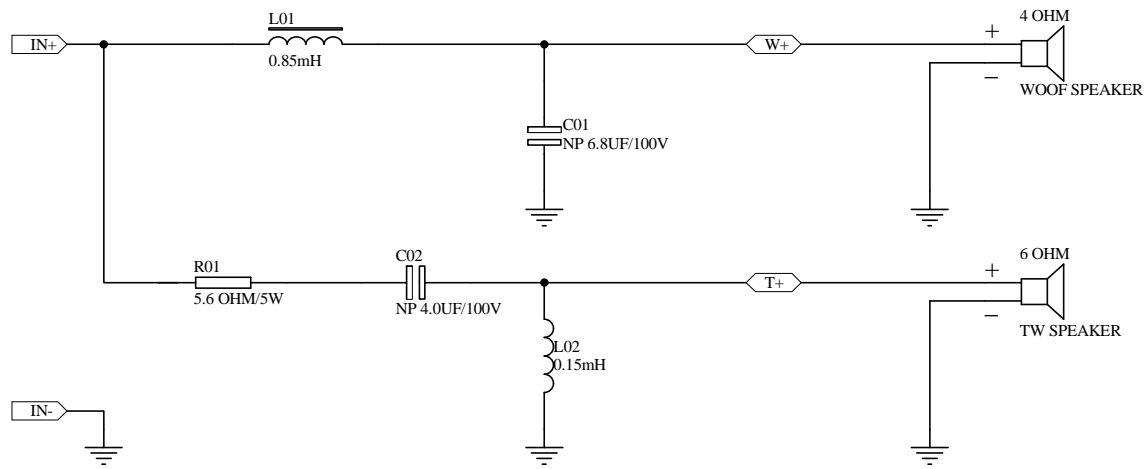 L01
4 OHM
IN+
W+
+
0.85mH
−
WOOF SPEAKER
C01
NP 6.8UF/100V
C02
6 OHM
R01
+
T+
5.6 OHM/5W
NP 4.0UF/100V
−
TW SPEAKER
L02
0.15mH
IN-